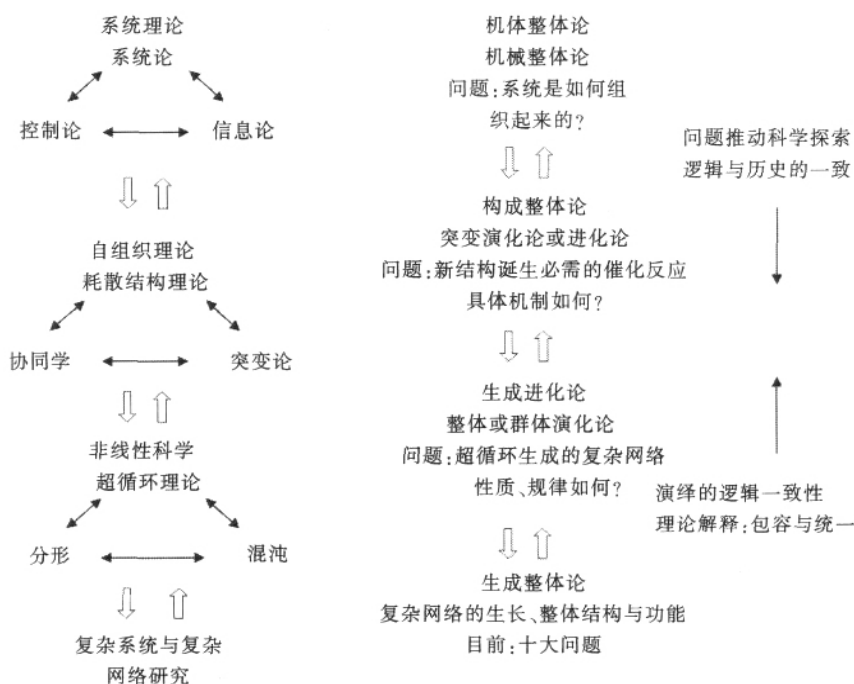 系统理论
系统论
控制论
信息论
自组织理论
耗散结构理论
协同学
突变论
非线性科学
超循环理论
分形
混沌
复杂系统与复杂
网络研究
机体整体论
机械整体论
问题:系统是如何组
织起来的?
构成整体论
突变演化论或进化论
问题:新结构诞生必需的催化反应
具体机制如何?
生成进化论
整体或群体演化论
问题:超循环生成的复杂网络
性质、规律如何?
生成整体论
复杂网络的生长、整体结构与功能
目前:十大问题
问题推动科学探索
逻辑与历史的一致
演绎的逻辑一致性
理论解释:包容与统一